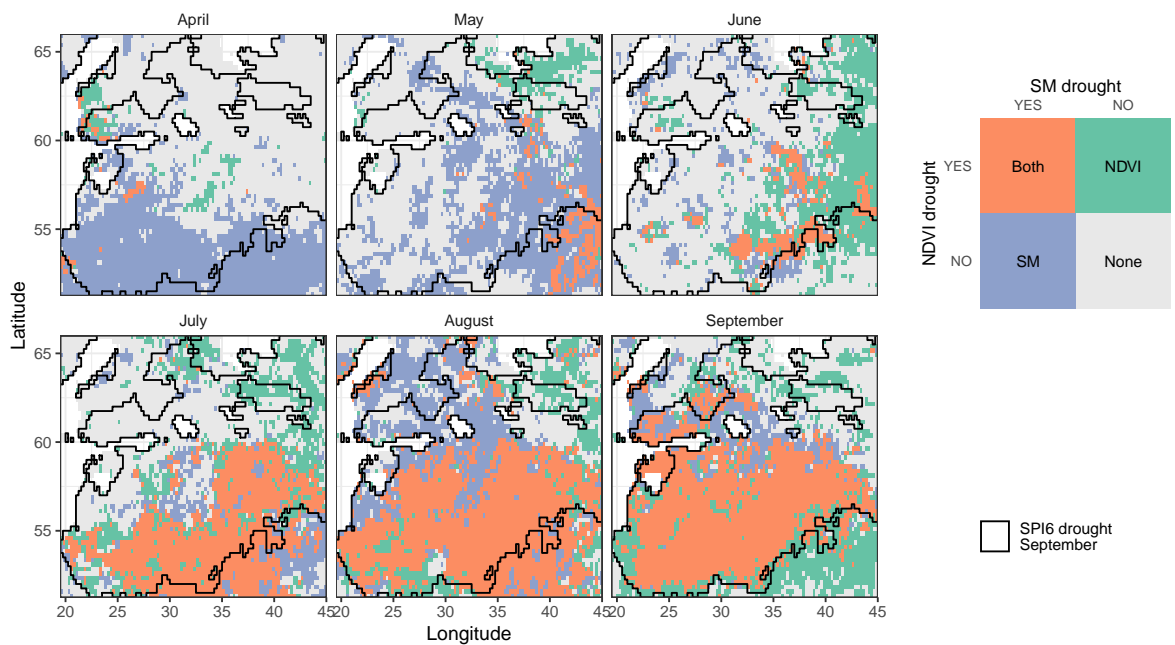 April
May
June
65
60
55
July
August
September
65
60
55
20 25 30 35 40 45 20 25 30 35 40 45 20 25 30 35 40 45
Longitude
Latitude
SM drought
YES NO
NDVI drought
YES
NO
Both
NDVI
SM
None
SPI6 drought
September